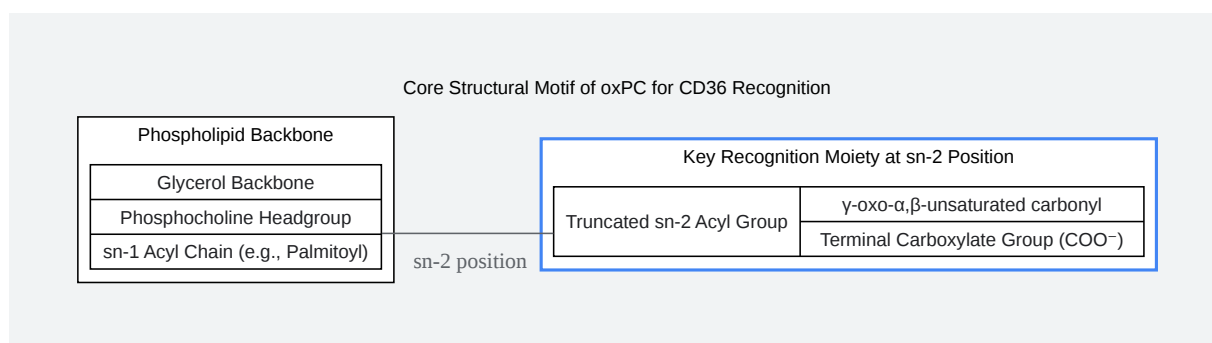 Core Structural Motif of oxPC for CD36 Recognition
Phospholipid Backbone
Glycerol Backbone
Phosphocholine Headgroup
sn-1 Acyl Chain (e.g., Palmitoyl)
sn-2 position
Key Recognition Moiety at sn-2 Position
Truncated sn-2 Acyl Group
γ-oxo-α,β-unsaturated carbonyl
Terminal Carboxylate Group (COO⁻)